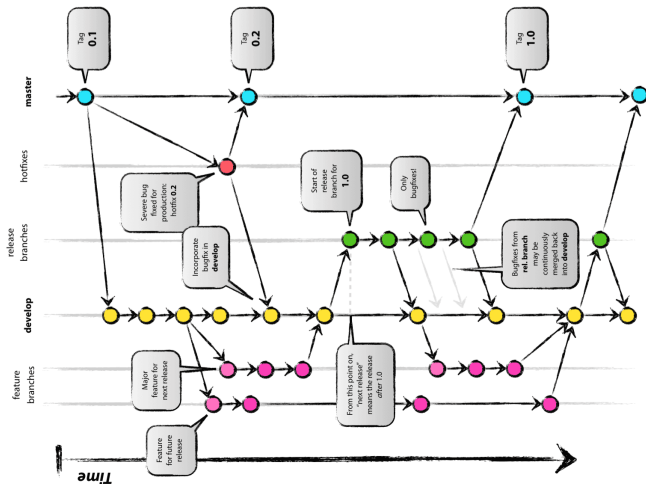 Time
feature
branches
develop
release
branches
hotfixes
master
Tag
0.1
Severe bug
fixed for
production:
hotfix 0.2
Tag
0.2
Incorporate
bugfix in
develop
Major
feature for
next release
Feature
for future
release
Start of
release
branch for
1.0
From this point on,
“next release”
means the release
after 1.0
Only
bugfixes!
Bugfixes from
rel. branch
may be
continuously
merged back
into develop
Tag
1.0